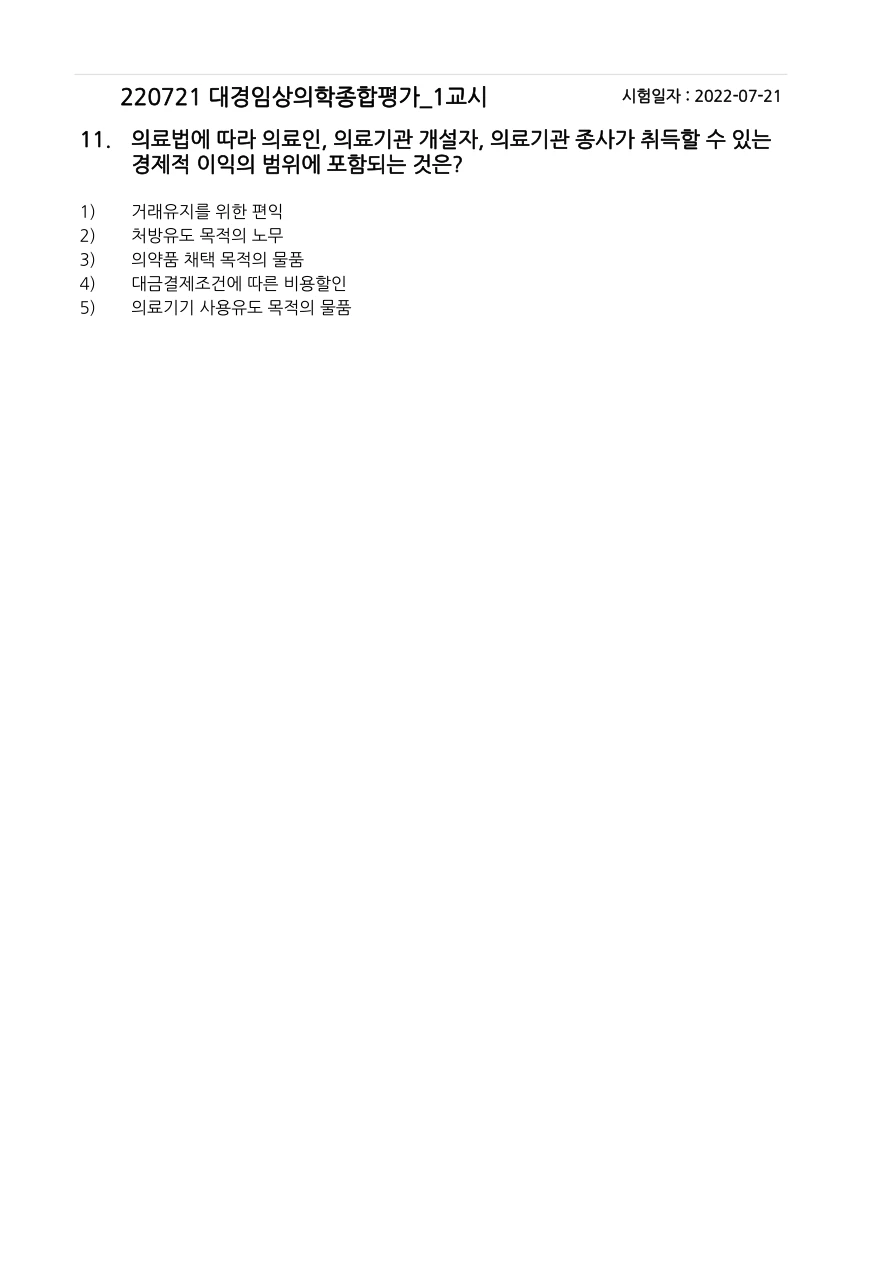 220721 대경임상의학종합평가_1교시 시험일자 : 2022-07-21
11. 의료법에 따라 의료인, 의료기관 개설자, 의료기관 종사가 취득할 수 있는
경제적 이익의 범위에 포함되는 것은?
1) 거래유지를 위한 편익
2) 처방유도 목적의 노무
3) 의약품 채택 목적의 물품
4) 대금결제조건에 따른 비용할인
5) 의료기기 사용유도 목적의 물품